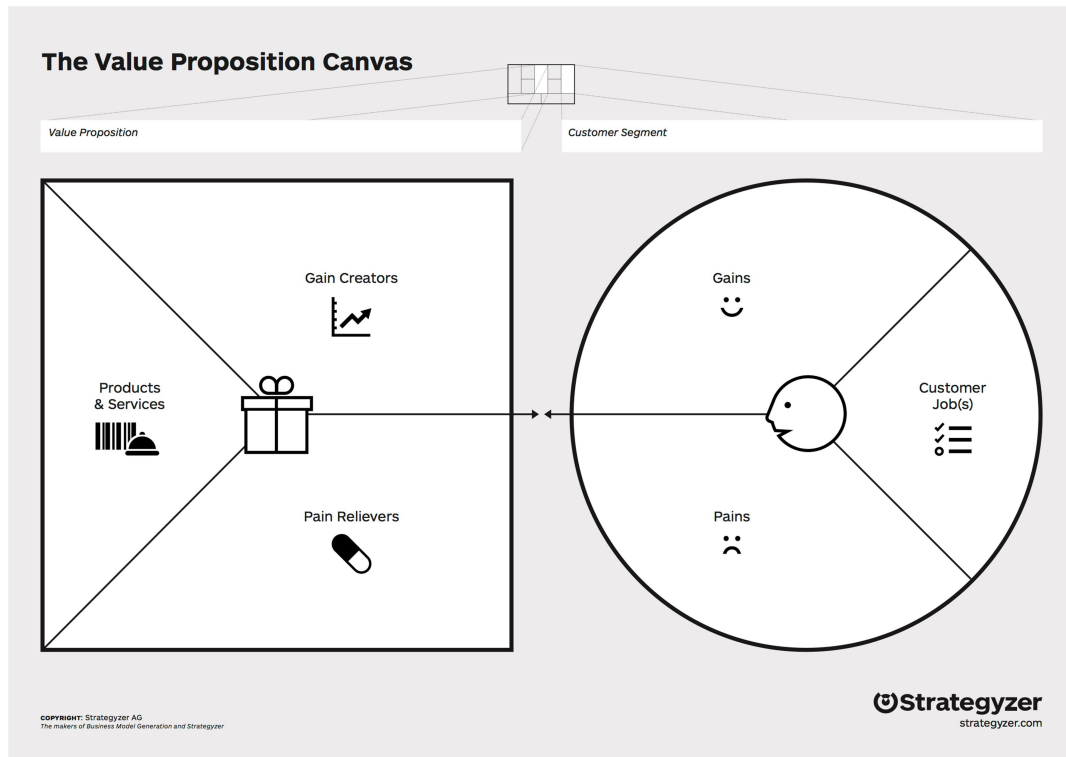 The Value Proposition Canvas
Value Proposition
Customer Segment
Gain Creators
Gains
Products
& Services
Customer
Job(s)
Pain Relievers
Pains
COPYRIGHT: Strategyzer AG
The makers of Business Model Generation and Strategyzer
Strategyzer
strategyzer.com